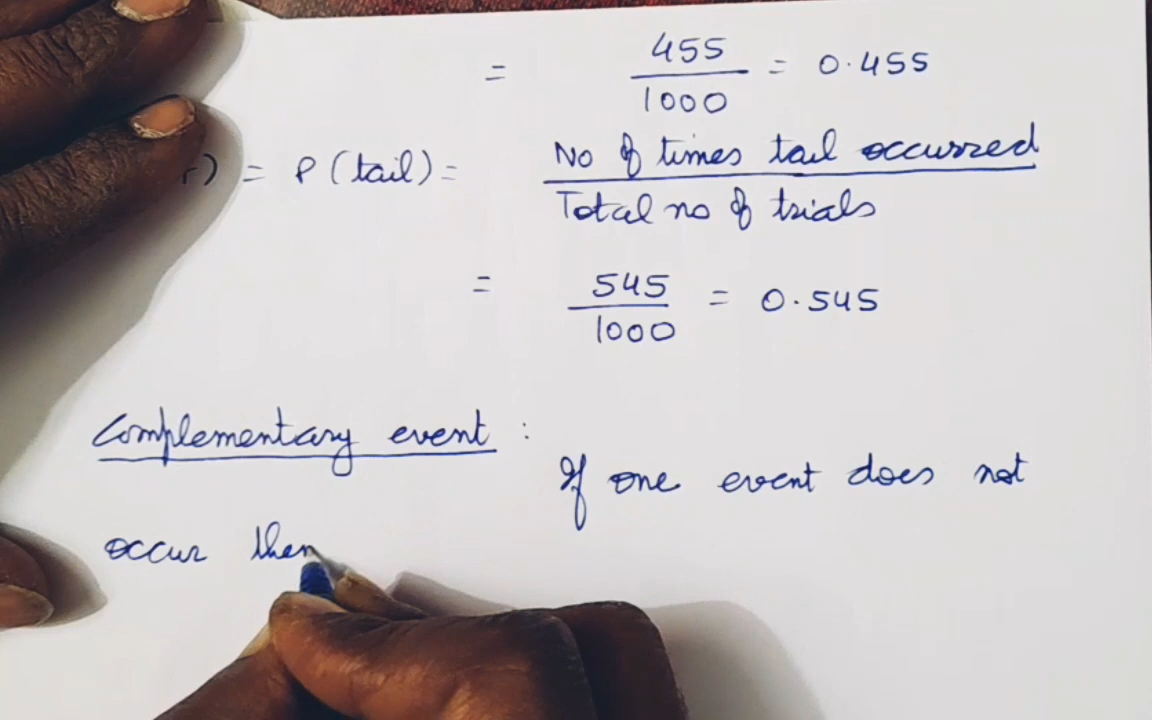 = 455 / 1000 = 0.455
) = P (tail) = No of times tail occurred / Total no of trials
= 545 / 1000 = 0.545
Complementary event :
If one event does not
occur then